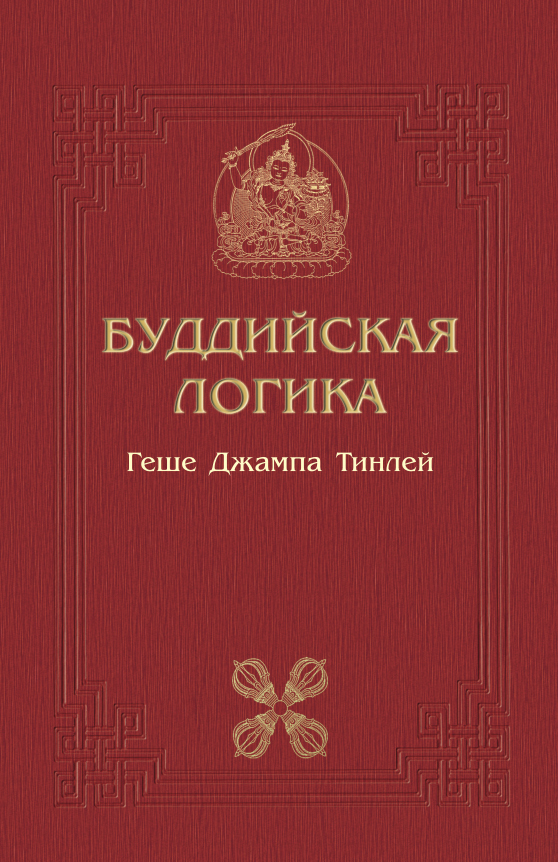 БУДДИЙСКАЯ
ЛОГИКА
Геше Джампа Тинлей